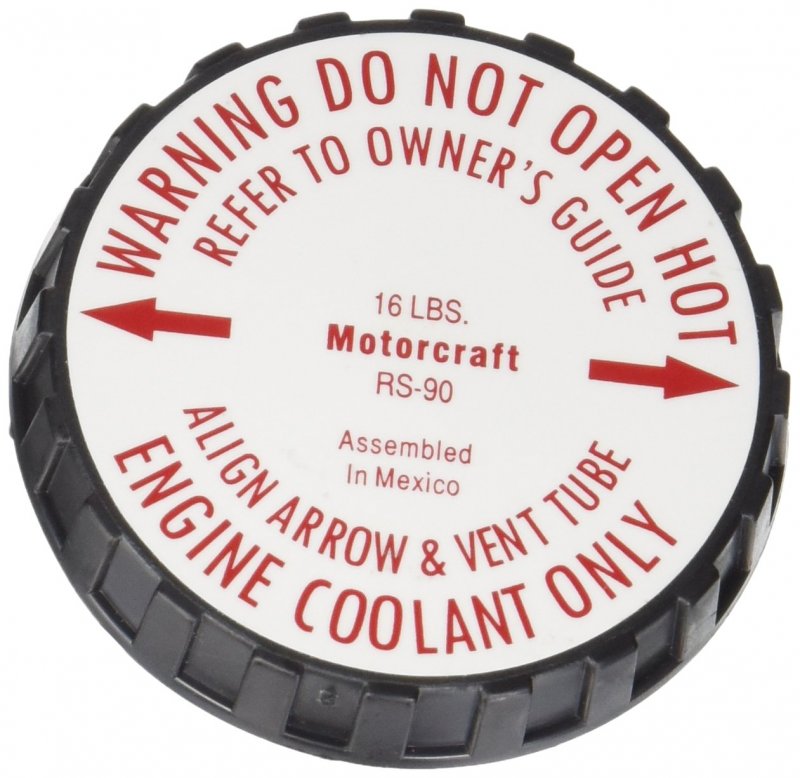 WARNING DO NOT OPEN HOT
REFER TO OWNER'S GUIDE
16 LBS.
Motorcraft
RS-90
Assembled
In Mexico
ALIGN ARROW & VENT TUBE
ENGINE COOLANT ONLY